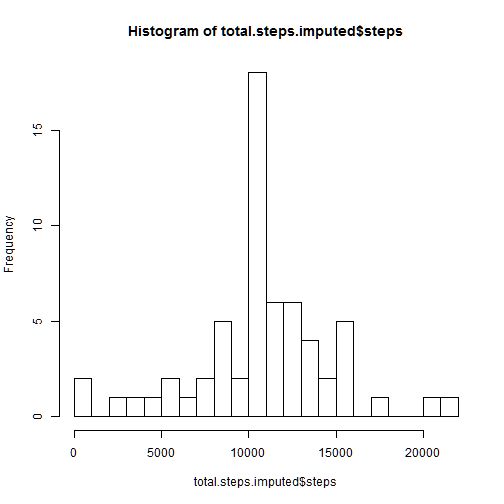 Histogram of total.steps.imputed$steps
Frequency
15
10
5
0
0 5000 10000 15000 20000
total.steps.imputed$steps